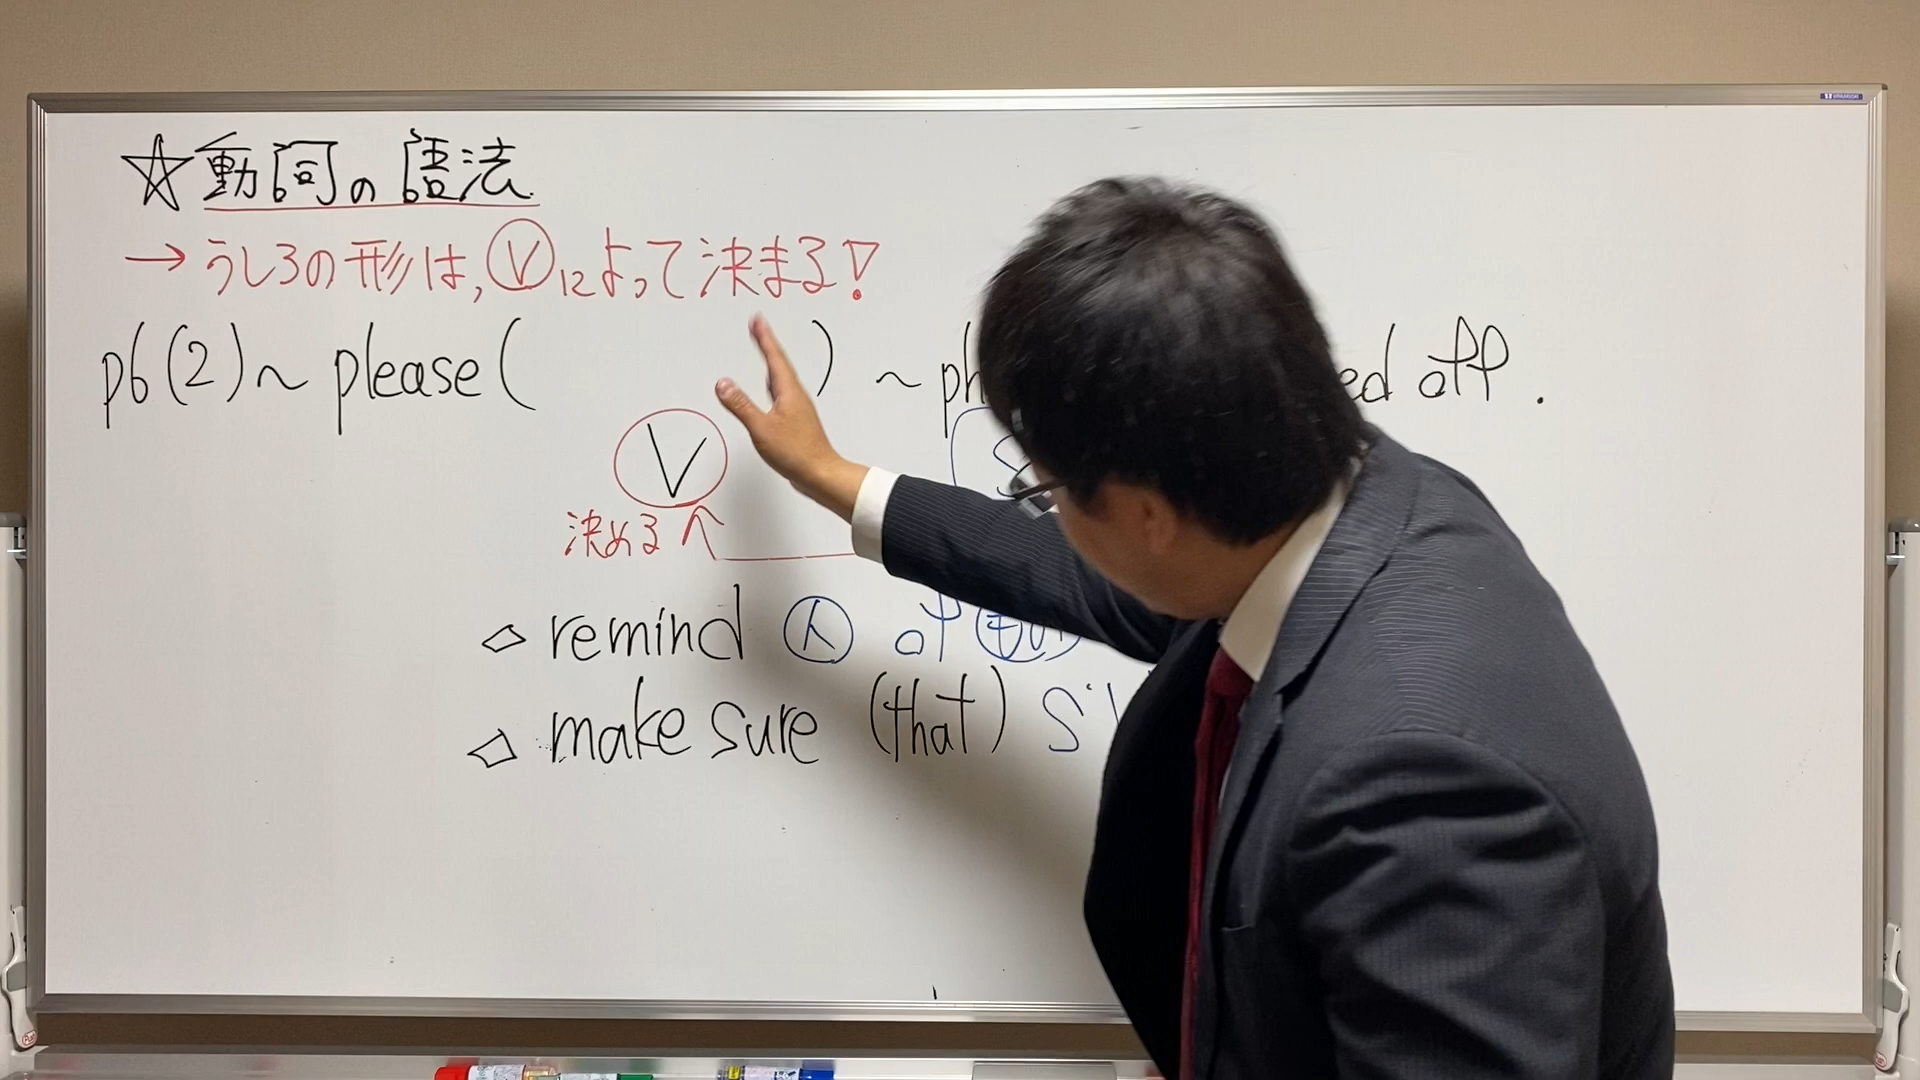 ☆動詞の語法
→うしろの形は,Ⓥによって決まる!
p6(2)~please( )~ph ed off.
V S
決める
◇remind 人 of
◇make sure (that) S'